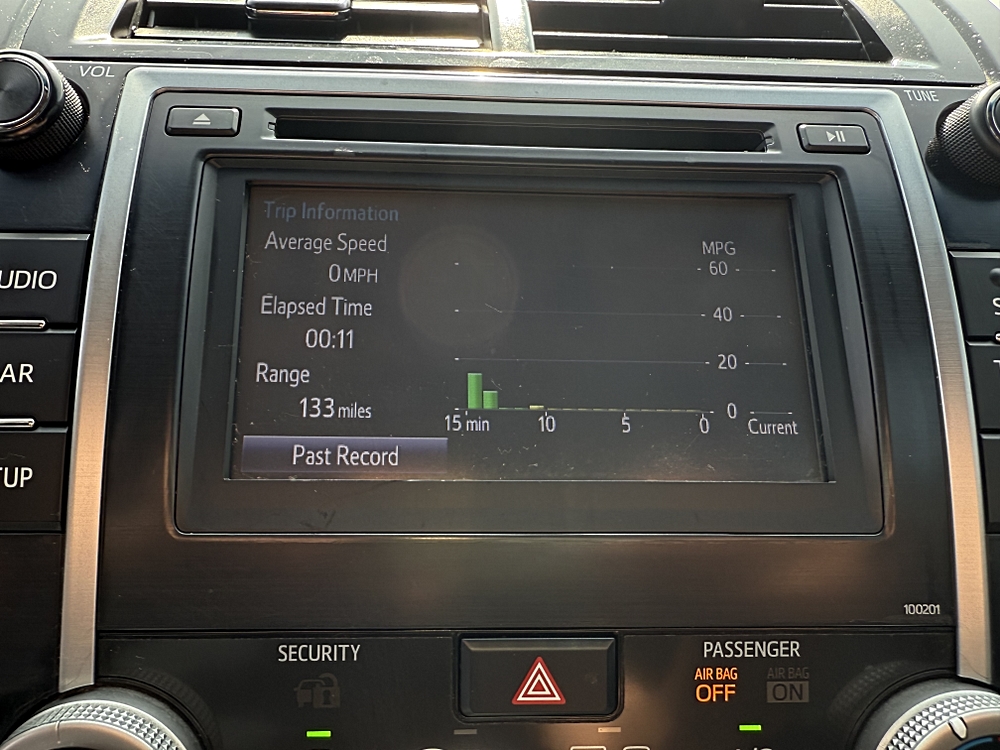 VOL
TUNE
UDIO
Trip Information
Average Speed
0 MPH
Elapsed Time
00:11
Range
133 miles
Past Record
MPG
60
40
20
0
15 min 10 5 0 Current
AR
TUP
S
T
100201
SECURITY
PASSENGER
AIR BAG
OFF
AIR BAG
ON